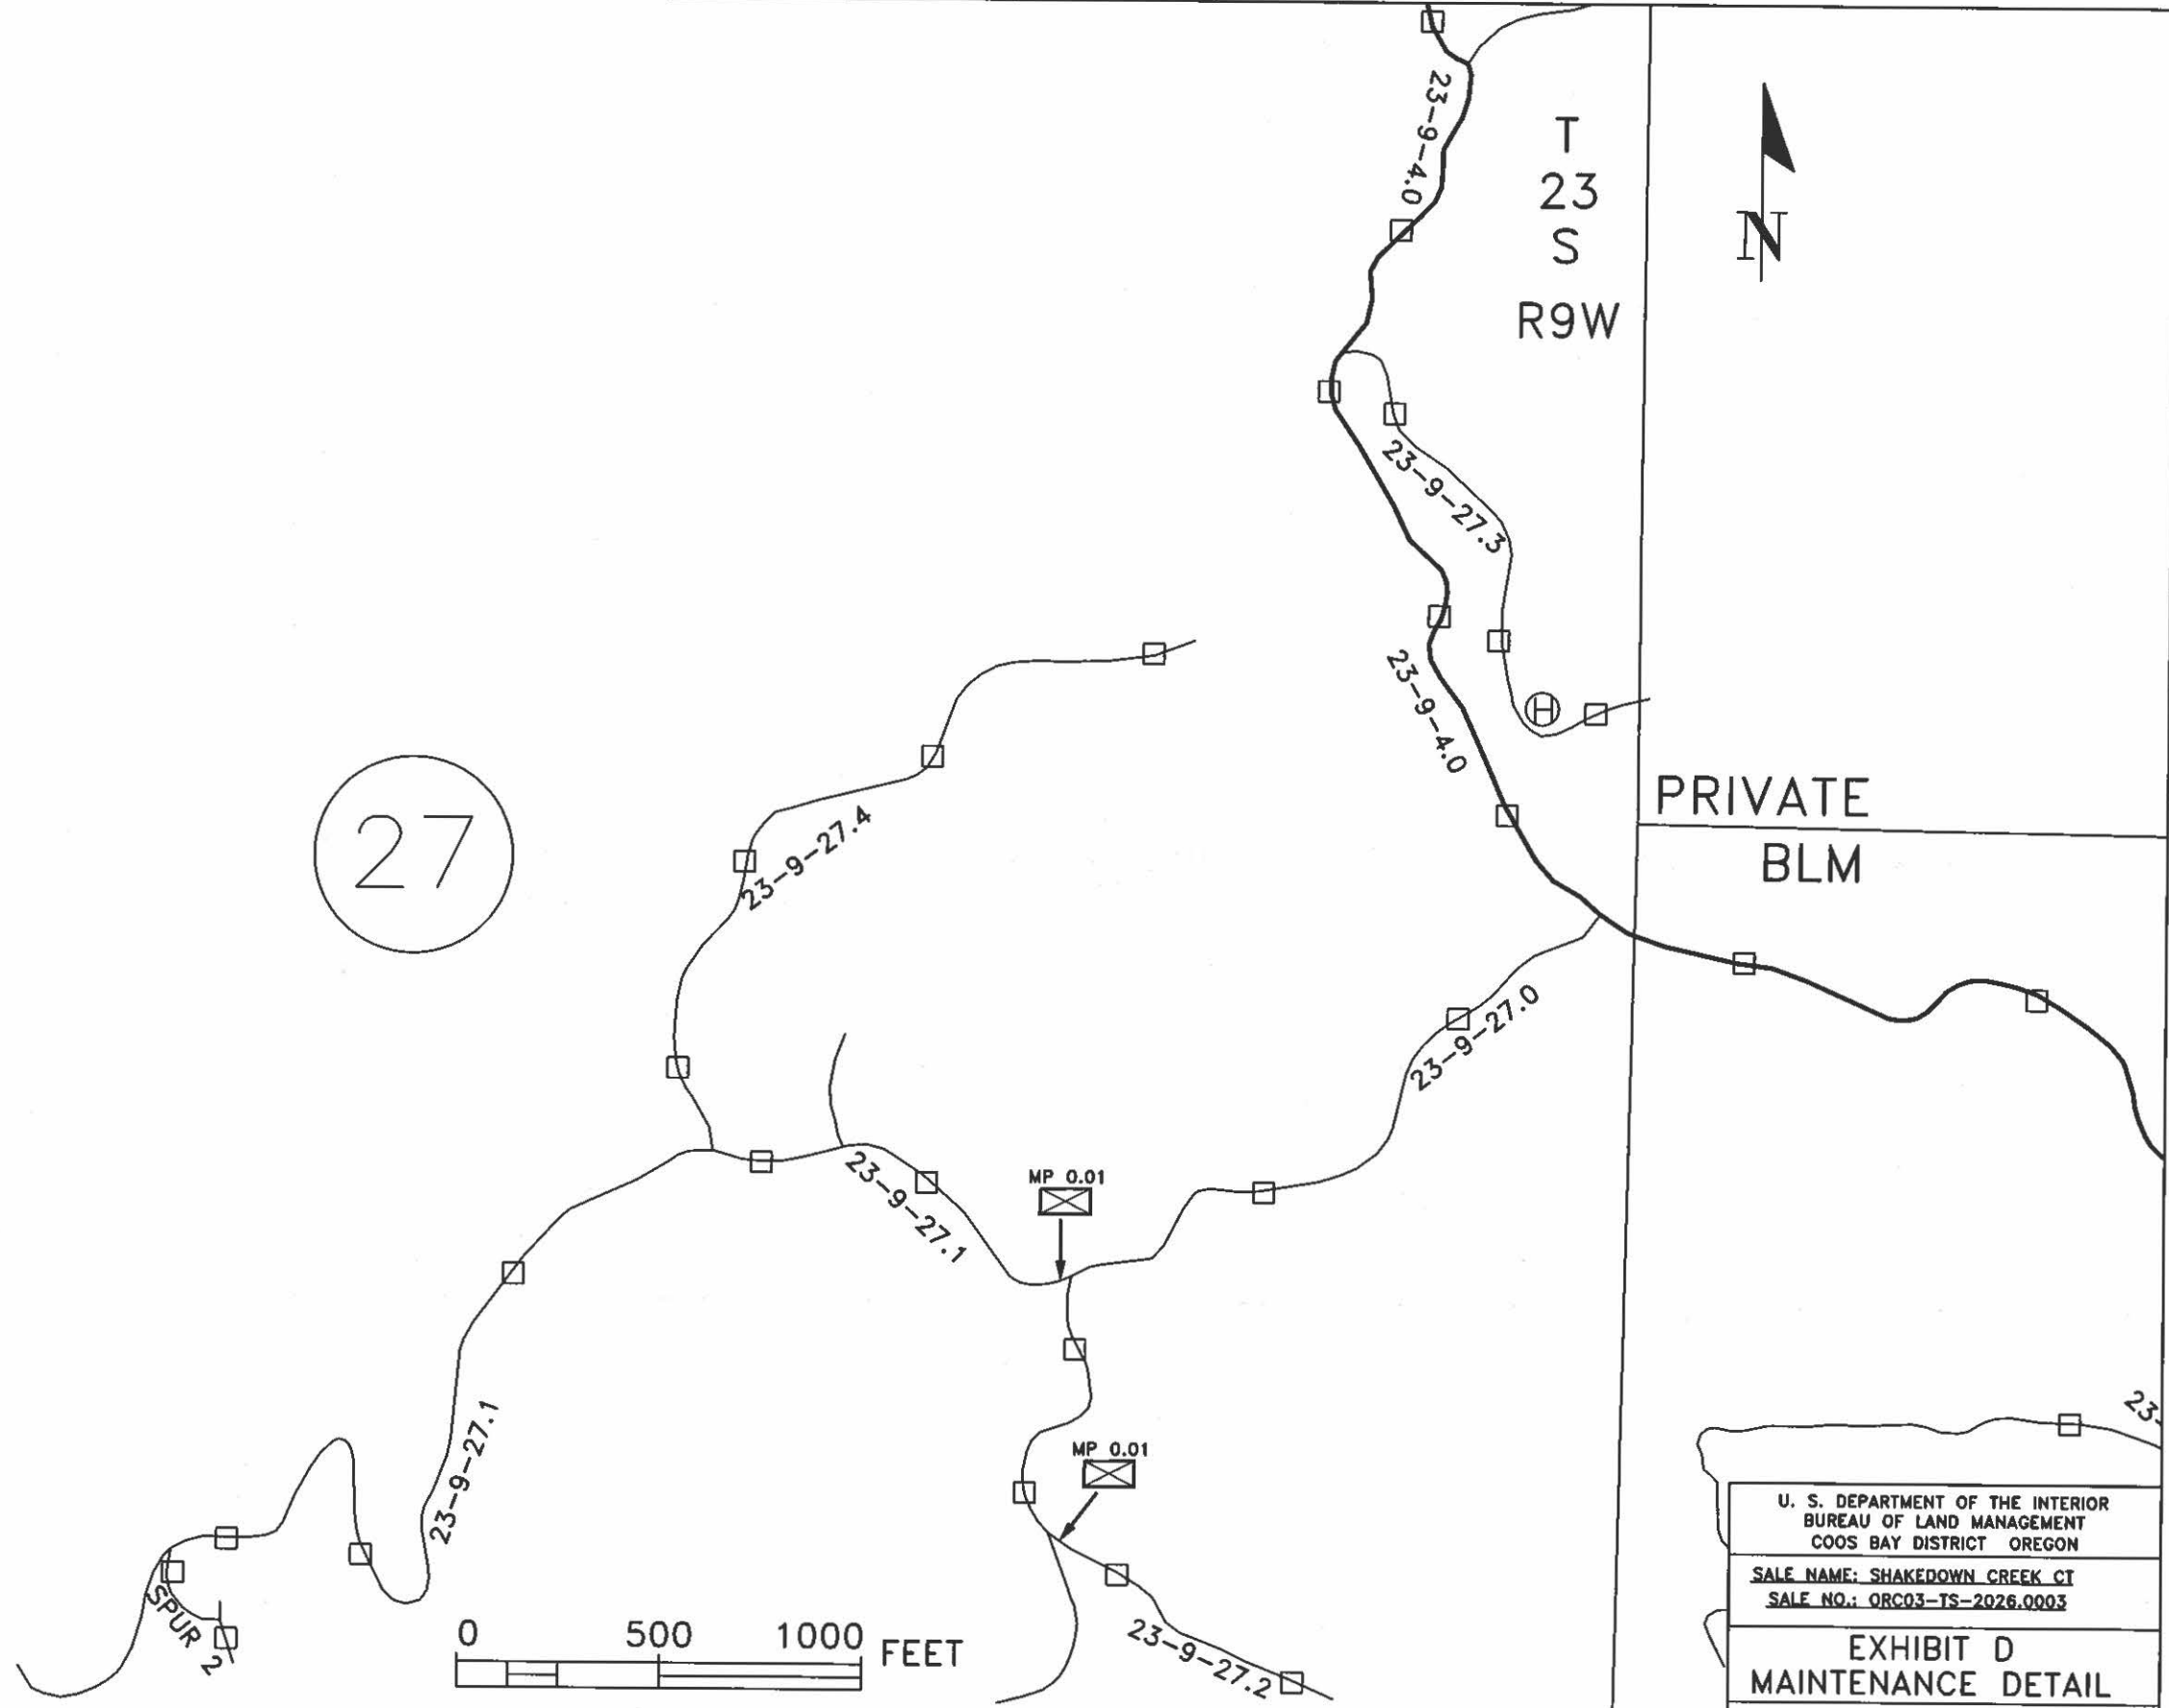 23-9-4.0
T
23
S
R9W
N
23-9-27.3
23-9-4.0
H
PRIVATE
BLM
27
23-9-27.4
23-9-27.0
23-9-27.1
MP 0.01
23-9-27.1
MP 0.01
SPUR 2
23-9-27.2
0 500 1000 FEET
23-
U. S. DEPARTMENT OF THE INTERIOR
BUREAU OF LAND MANAGEMENT
COOS BAY DISTRICT OREGON
SALE NAME: SHAKEDOWN CREEK CT
SALE NO.: ORC03-TS-2026.0003
EXHIBIT D
MAINTENANCE DETAIL